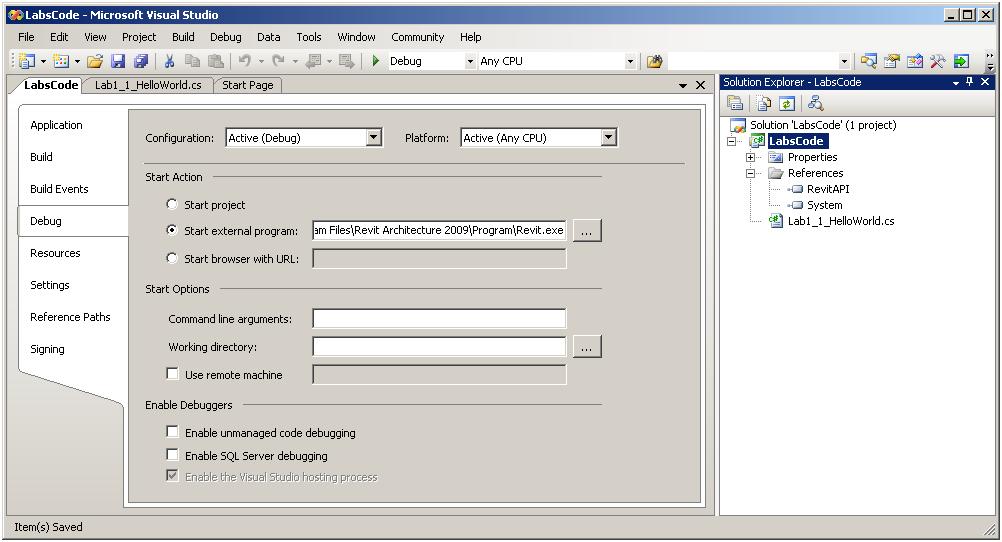 LabsCode - Microsoft Visual Studio
File Edit View Project Build Debug Data Tools Window Community Help
Debug Any CPU
LabsCode Lab1_1_HelloWorld.cs Start Page
Application
Build
Build Events
Debug
Resources
Settings
Reference Paths
Signing
Configuration: Active (Debug) Platform: Active (Any CPU)
Start Action
Start project
Start external program: am Files\Revit Architecture 2009\Program\Revit.exe ...
Start browser with URL:
Start Options
Command line arguments:
Working directory: ...
Use remote machine
Enable Debuggers
Enable unmanaged code debugging
Enable SQL Server debugging
Enable the Visual Studio hosting process
Solution Explorer - LabsCode
Solution 'LabsCode' (1 project)
LabsCode
Properties
References
RevitAPI
System
Lab1_1_HelloWorld.cs
Item(s) Saved